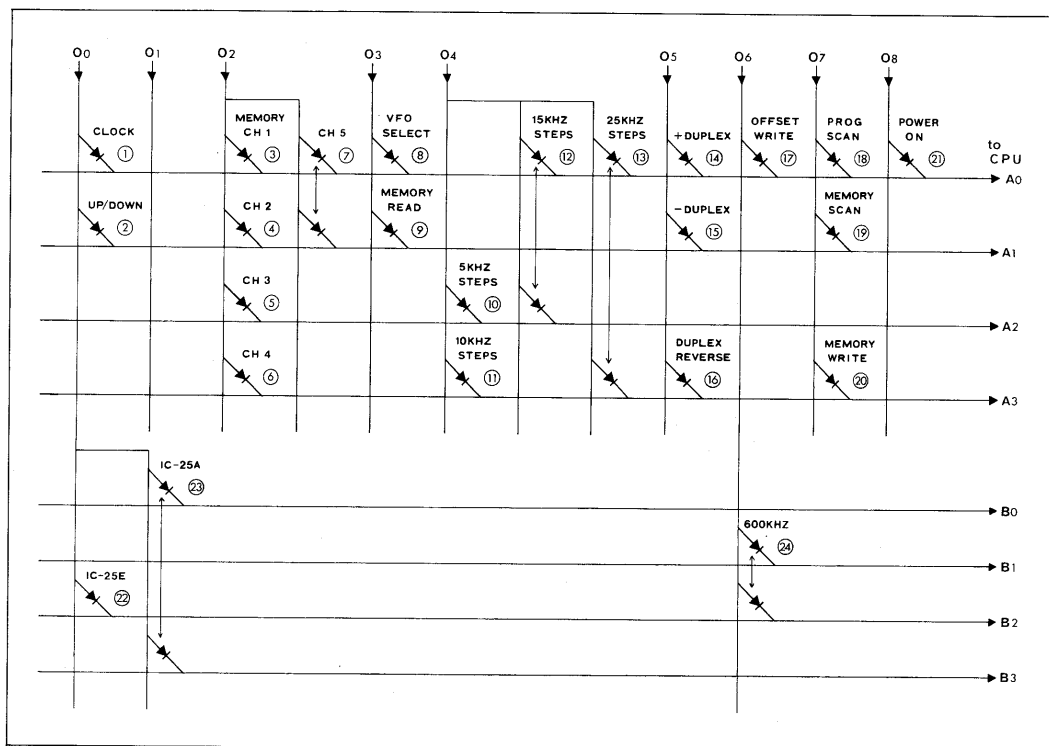 O0 O1 O2 O3 O4 O5 O6 O7 O8
CLOCK
1
MEMORY
CH 1
3
CH 5
7
VFO
SELECT
8
15KHZ
STEPS
12
25KHZ
STEPS
13
+DUPLEX
14
OFFSET
WRITE
17
PROG
SCAN
18
POWER
ON
21
to
CPU
A0
UP/DOWN
2
CH 2
4
MEMORY
READ
9
-DUPLEX
15
MEMORY
SCAN
19
A1
CH 3
5
5KHZ
STEPS
10
A2
CH 4
6
10KHZ
STEPS
11
DUPLEX
REVERSE
16
MEMORY
WRITE
20
A3
IC-25A
23
B0
600KHZ
24
B1
IC-25E
22
B2
B3